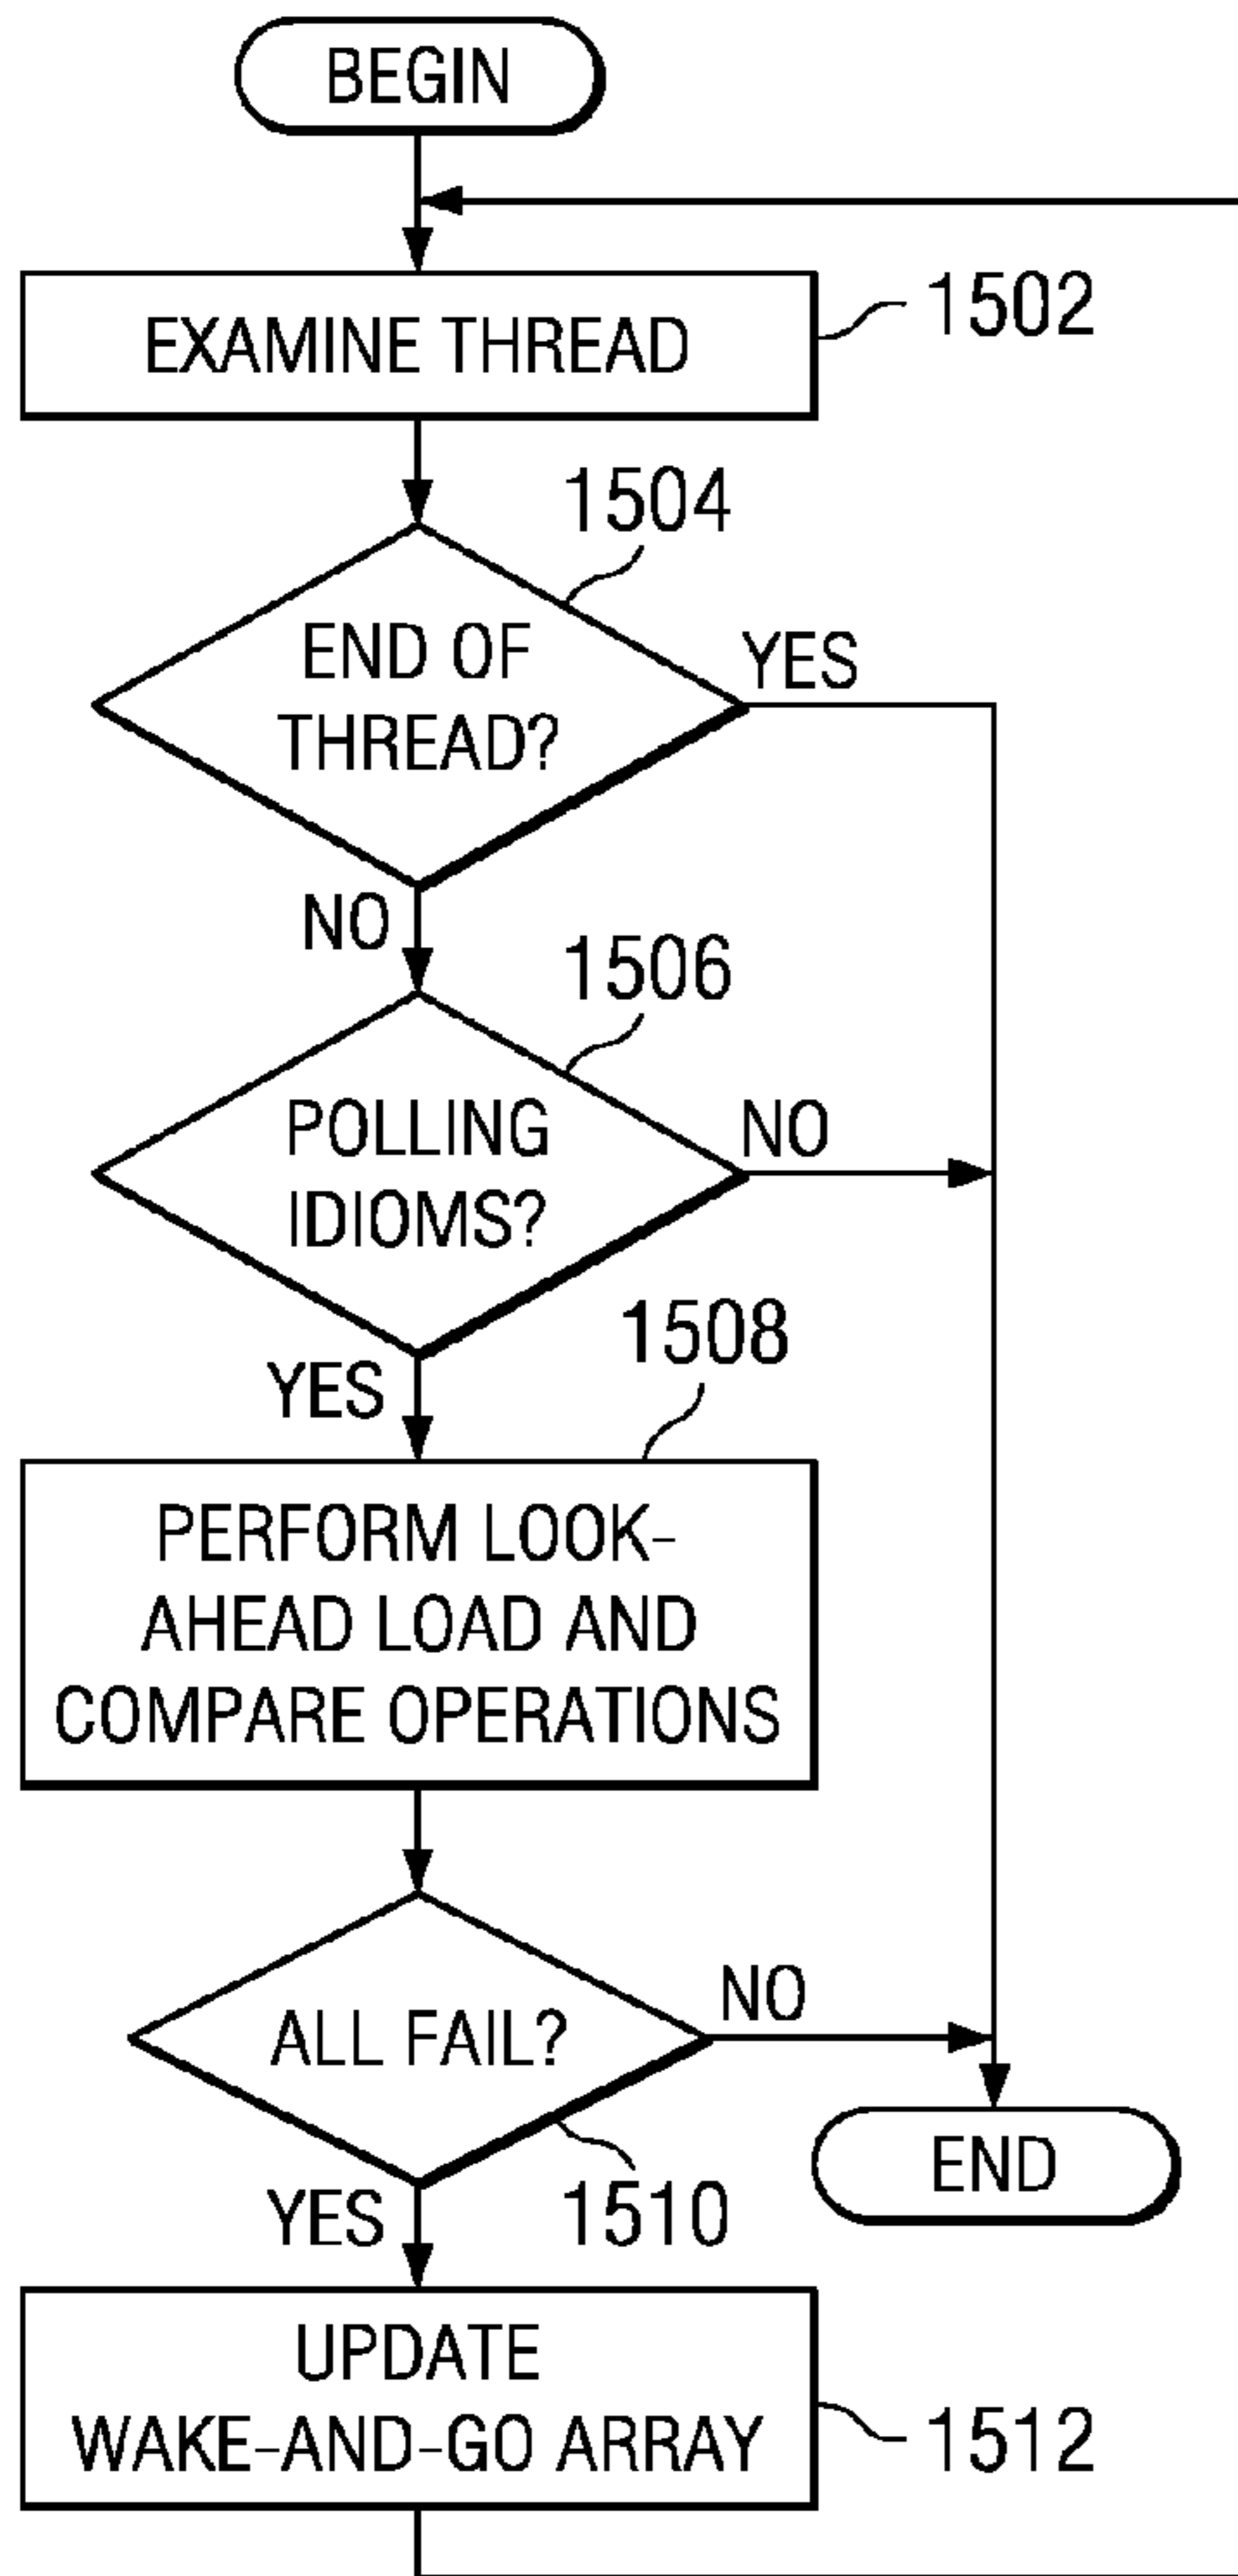 BEGIN
EXAMINE THREAD
1502
1504
END OF
THREAD?
YES
NO
1506
POLLING
IDIOMS?
NO
YES
1508
PERFORM LOOK-
AHEAD LOAD AND
COMPARE OPERATIONS
ALL FAIL?
NO
YES
1510
END
UPDATE
WAKE-AND-GO ARRAY
1512